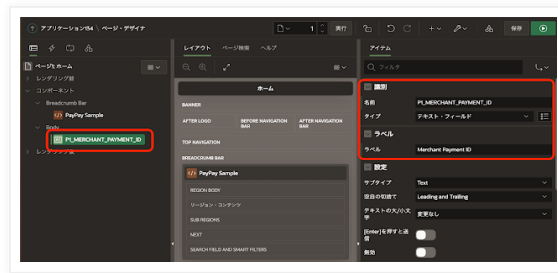 アプリケーション154 \ ページ・デザイナ
1
実行
保存
ページ1: ホーム
レンダリング前
コンポーネント
Breadcrumb Bar
PayPay Sample
Body
P1_MERCHANT_PAYMENT_ID
レンダリング後
レイアウト
ページ検索
ヘルプ
ホーム
BANNER
AFTER LOGO
BEFORE NAVIGATION BAR
AFTER NAVIGATION BAR
TOP NAVIGATION
BREADCRUMB BAR
PayPay Sample
REGION BODY
リージョン・コンテンツ
SUB REGIONS
NEXT
SEARCH FIELD AND SMART FILTERS
アイテム
フィルタ
識別
名前
P1_MERCHANT_PAYMENT_ID
タイプ
テキスト・フィールド
ラベル
ラベル
Merchant Payment ID
設定
サブタイプ
Text
空白の切捨て
Leading and Trailing
テキストの大/小文字
変更なし
[Enter]を押すと送信
無効